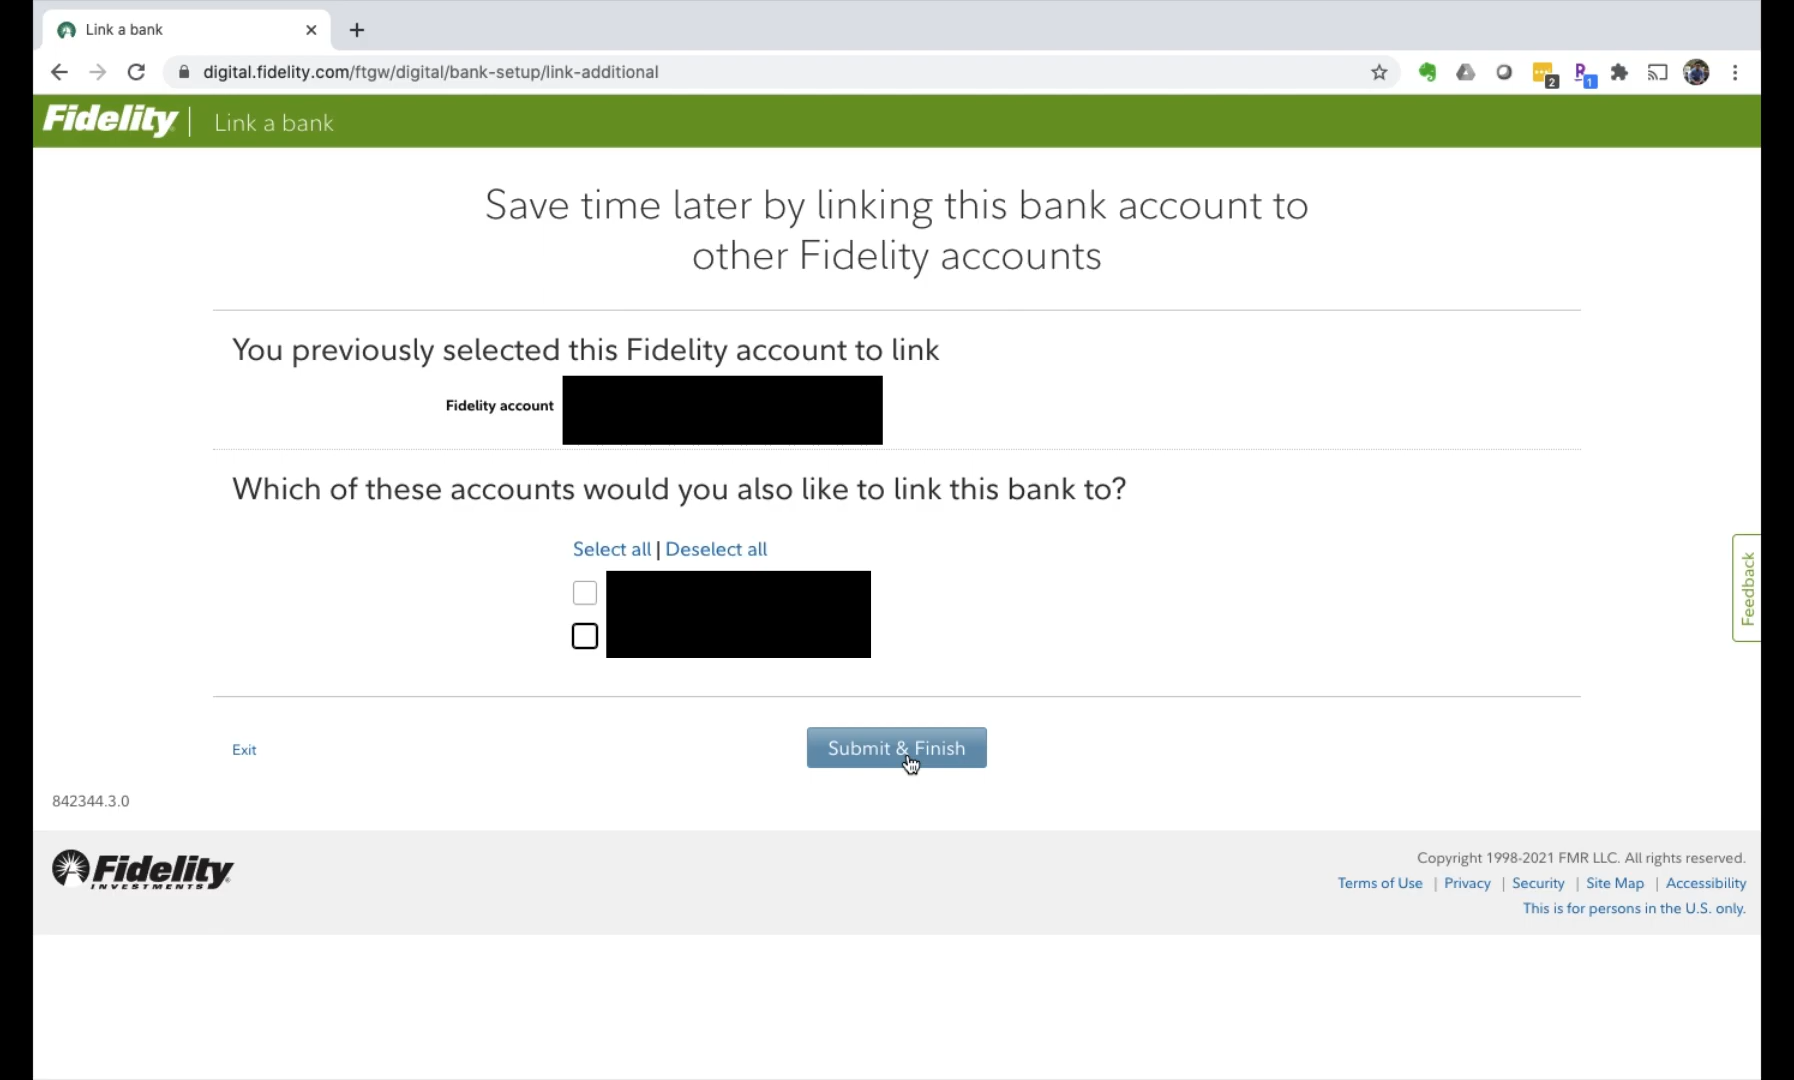 Link a bank
digital.fidelity.com/ftgw/digital/bank-setup/link-additional
2
R
1
Fidelity | Link a bank
Save time later by linking this bank account to
other Fidelity accounts
You previously selected this Fidelity account to link
Fidelity account
Which of these accounts would you also like to link this bank to?
Select all | Deselect all
Feedback
Exit
Submit & Finish
842344.3.0
Fidelity
INVESTMENTS
Copyright 1998-2021 FMR LLC. All rights reserved.
Terms of Use | Privacy | Security | Site Map | Accessibility
This is for persons in the U.S. only.